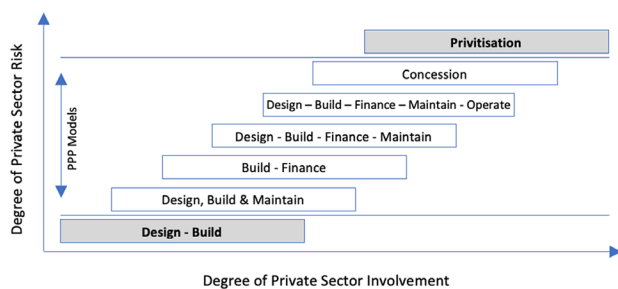 Degree of Private Sector Risk
PPP Models
Privitisation
Concession
Design – Build – Finance – Maintain - Operate
Design - Build - Finance - Maintain
Build - Finance
Design, Build & Maintain
Design - Build
Degree of Private Sector Involvement